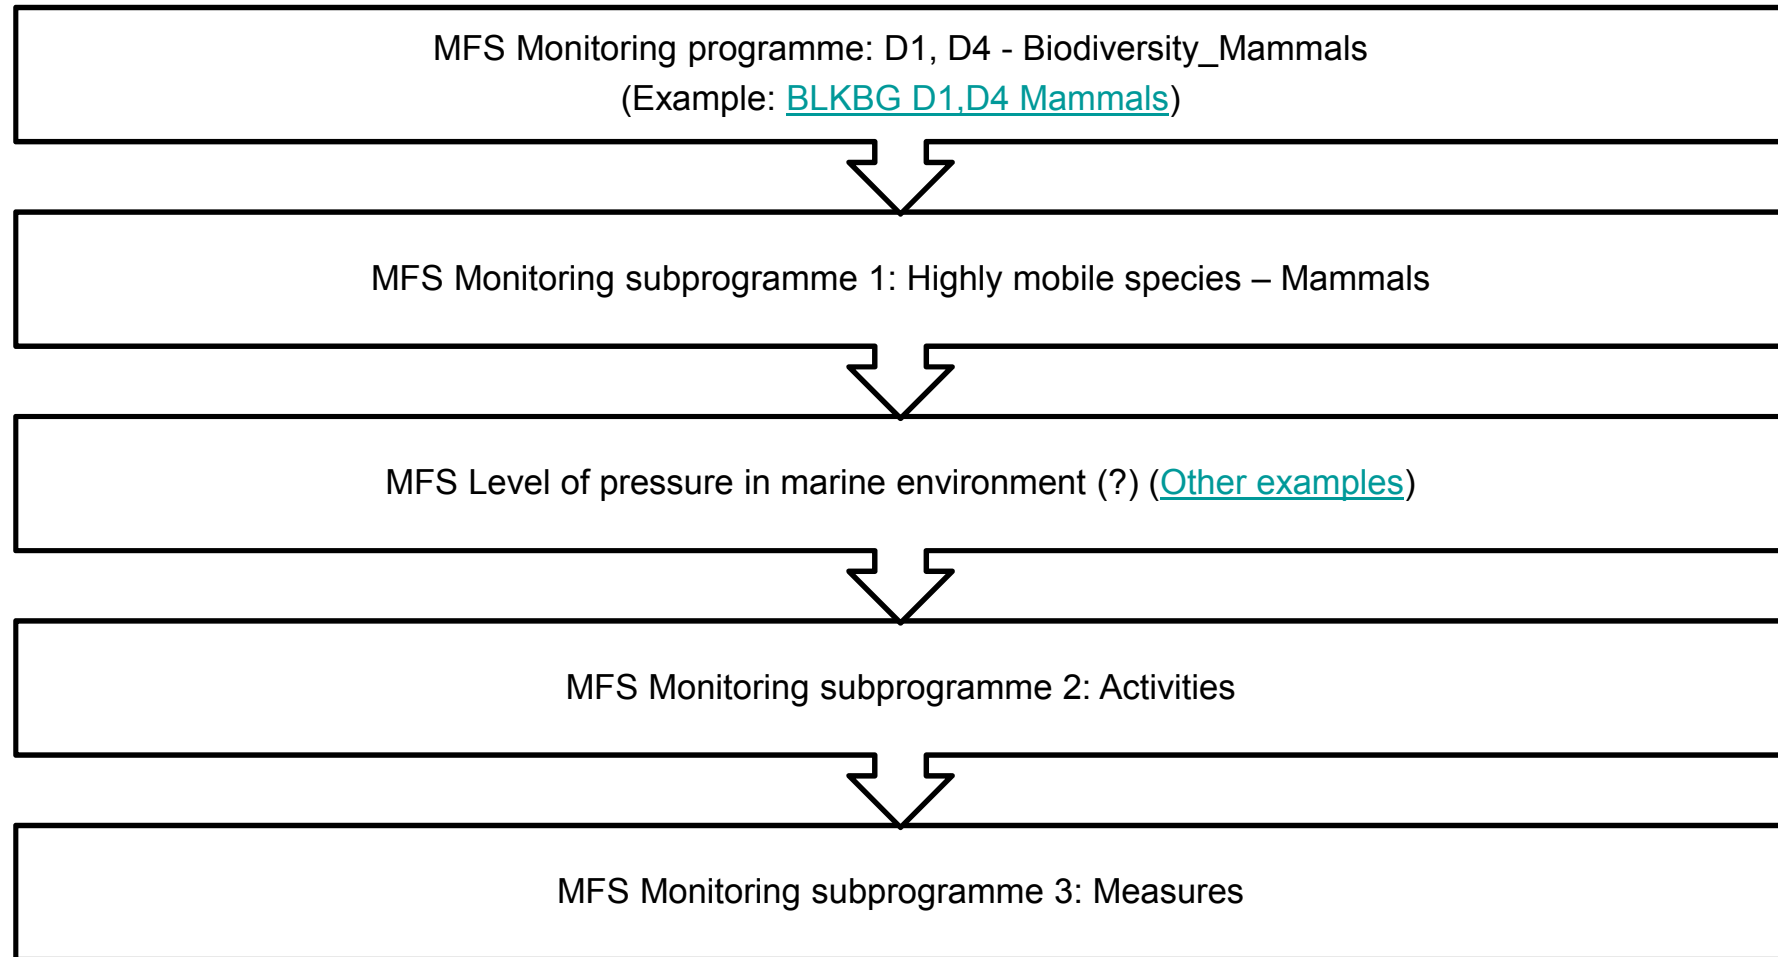 MFS Monitoring programme: D1, D4 - Biodiversity_Mammals
(Example: BLKBG D1,D4 Mammals)
MFS Monitoring subprogramme 1: Highly mobile species – Mammals
MFS Level of pressure in marine environment (?) (Other examples)
MFS Monitoring subprogramme 2: Activities
MFS Monitoring subprogramme 3: Measures